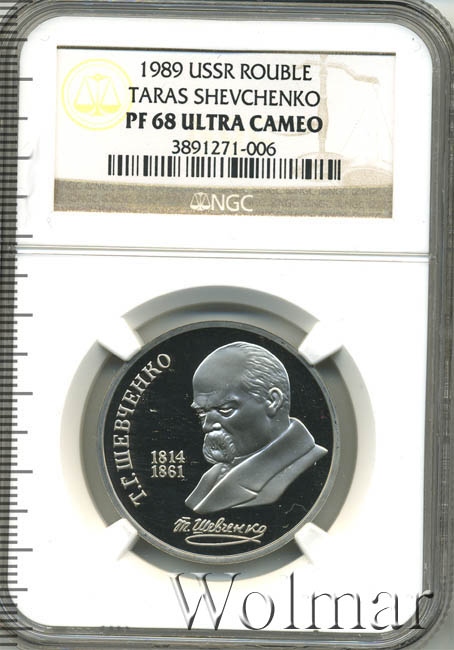 1989 USSR ROUBLE
TARAS SHEVCHENKO
PF 68 ULTRA CAMEO
3891271-006
NGC
Т.Г. ШЕВЧЕНКО
1814
1861
Т. Шевченко
Wolmar